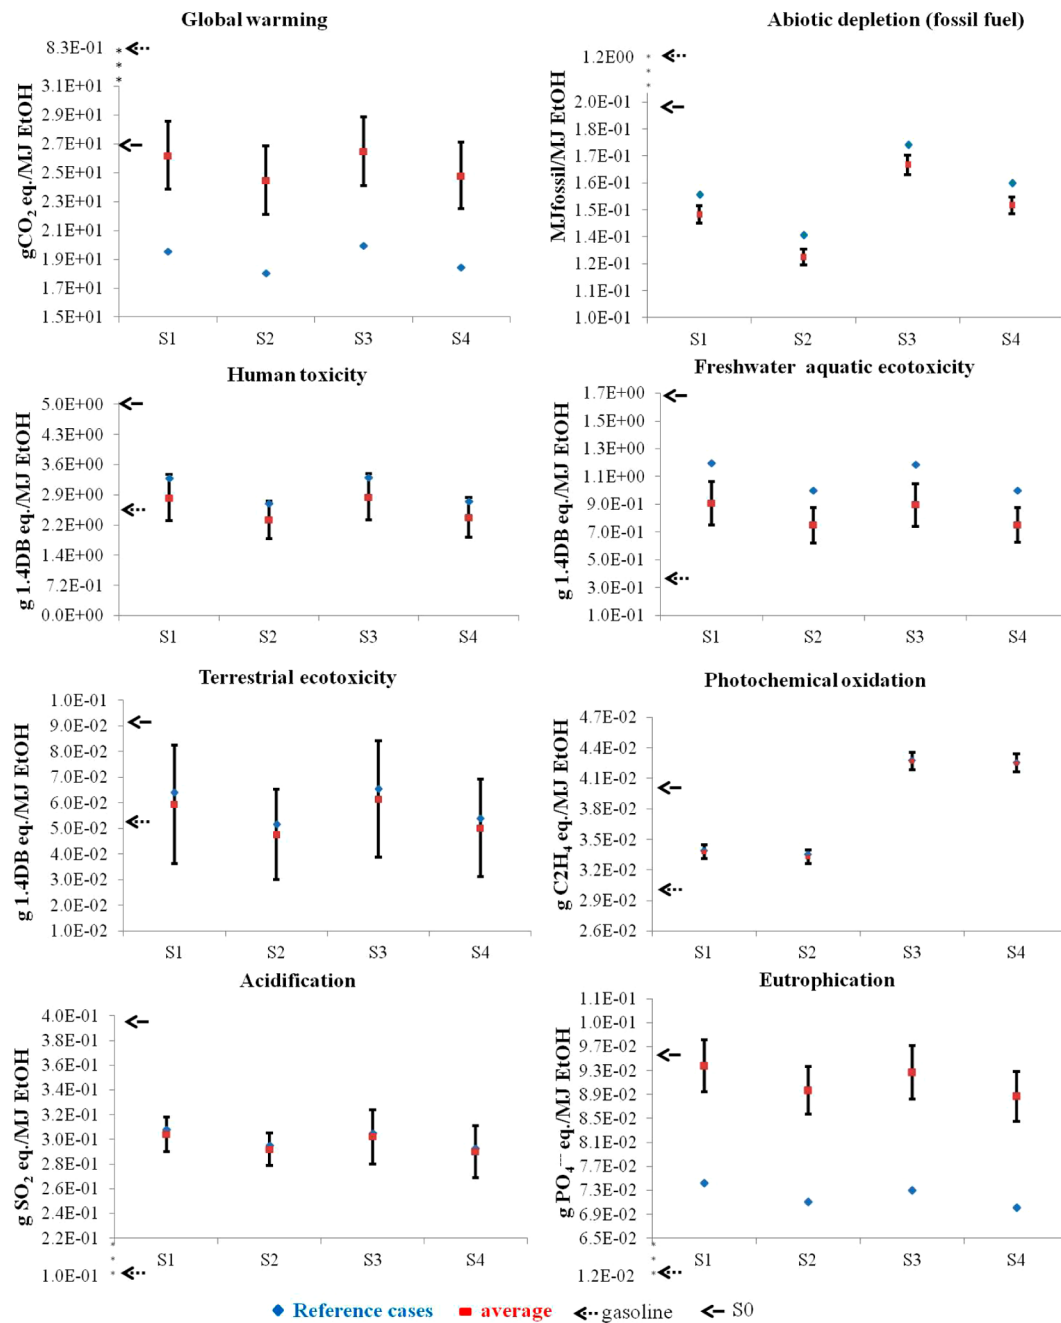 Global warming
8.3E-01
3.1E+01
2.9E+01
2.7E+01
2.5E+01
2.3E+01
2.1E+01
1.9E+01
1.7E+01
1.5E+01
gCO2 eq./MJ EtOH
S1 S2 S3 S4
Abiotic depletion (fossil fuel)
1.2E00
2.0E-01
1.8E-01
1.7E-01
1.6E-01
1.5E-01
1.4E-01
1.2E-01
1.1E-01
1.0E-01
MJfossil/MJ EtOH
S1 S2 S3 S4
Human toxicity
5.0E+00
4.3E+00
3.6E+00
2.9E+00
2.2E+00
1.4E+00
7.2E-01
0.0E+00
g 1.4DB eq./MJ EtOH
S1 S2 S3 S4
Freshwater aquatic ecotoxicity
1.7E+00
1.5E+00
1.3E+00
1.1E+00
9.0E-01
7.0E-01
5.0E-01
3.0E-01
1.0E-01
g 1.4DB eq./MJ EtOH
S1 S2 S3 S4
Terrestrial ecotoxicity
1.0E-01
9.0E-02
8.0E-02
7.0E-02
6.0E-02
5.0E-02
4.0E-02
3.0E-02
2.0E-02
1.0E-02
g 1.4DB eq./MJ EtOH
S1 S2 S3 S4
Photochemical oxidation
4.7E-02
4.4E-02
4.1E-02
3.8E-02
3.5E-02
3.2E-02
2.9E-02
2.6E-02
g C2H4 eq./MJ EtOH
S1 S2 S3 S4
Acidification
4.0E-01
3.8E-01
3.6E-01
3.4E-01
3.2E-01
3.0E-01
2.8E-01
2.6E-01
2.4E-01
2.2E-01
1.0E-01
g SO2 eq./MJ EtOH
S1 S2 S3 S4
Eutrophication
1.1E-01
1.0E-01
9.7E-02
9.3E-02
8.9E-02
8.5E-02
8.1E-02
7.7E-02
7.3E-02
6.9E-02
6.5E-02
1.2E-02
g PO4--- eq./MJ EtOH
S1 S2 S3 S4
Reference cases average gasoline S0